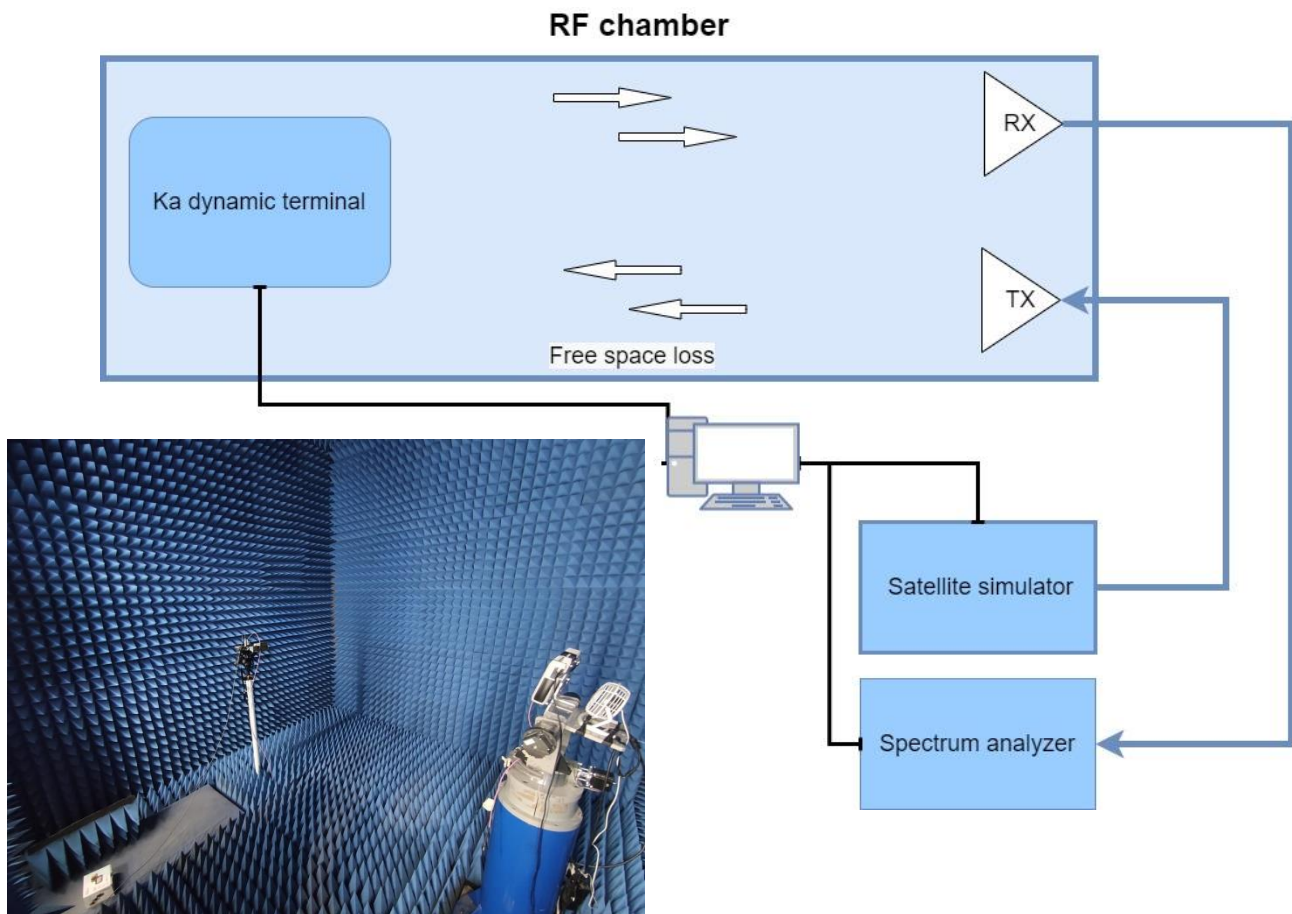 RF chamber
RX
Ka dynamic terminal
TX
Free space loss
Satellite simulator
Spectrum analyzer